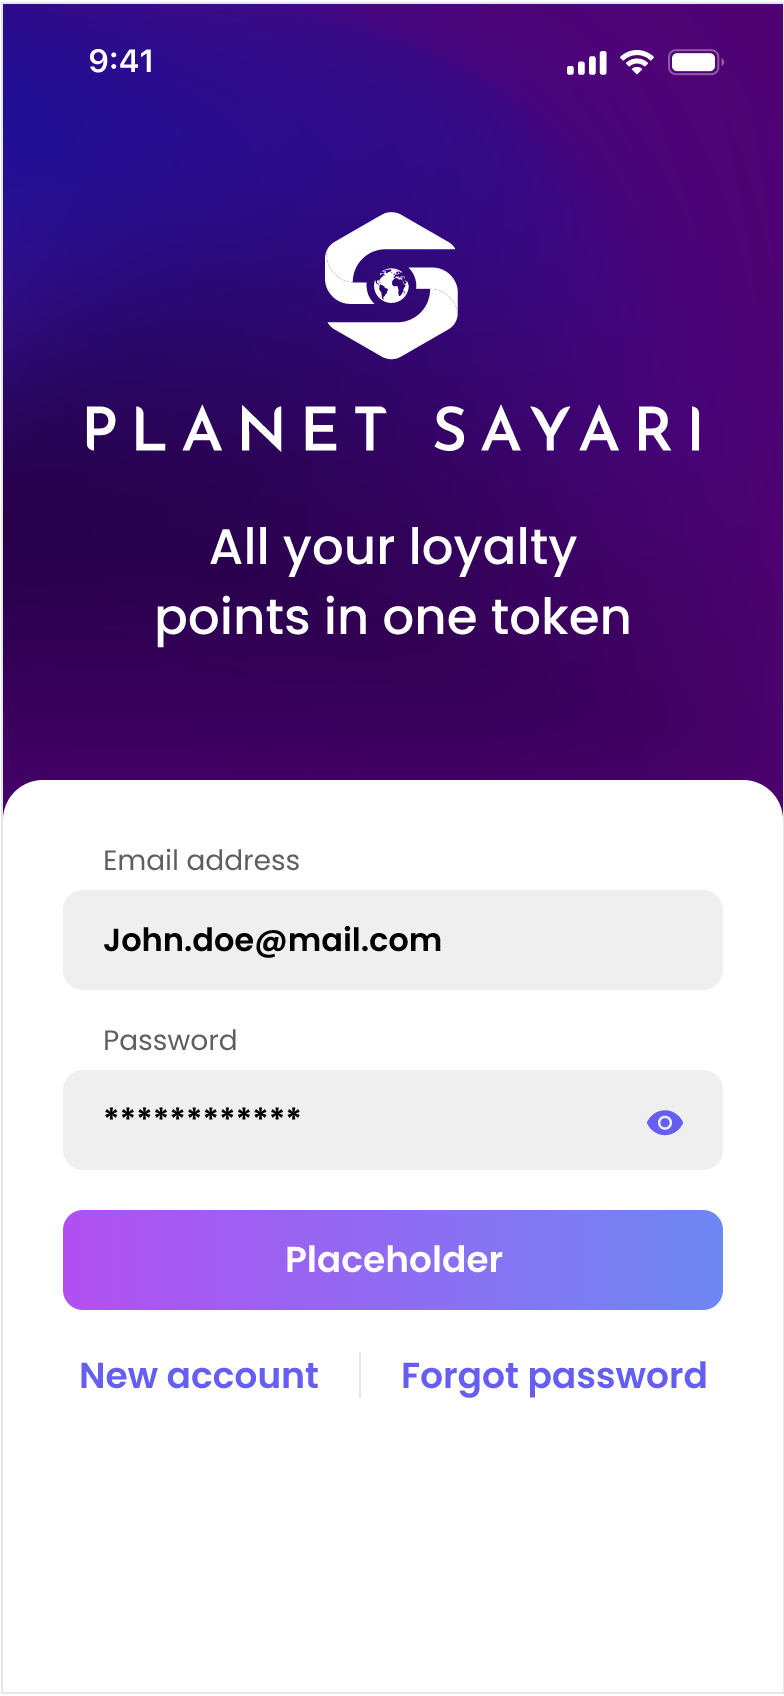 9:41
PLANET SAYARI
All your loyalty
points in one token
Email address
John.doe@mail.com
Password
************
Placeholder
New account
Forgot password